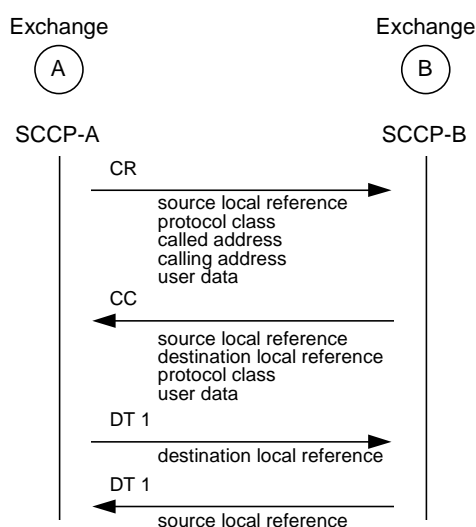 Exchange
Exchange
A
B
SCCP-A
SCCP-B
CR
source local reference
protocol class
called address
calling address
user data
CC
source local reference
destination local reference
protocol class
user data
DT 1
destination local reference
DT 1
source local reference